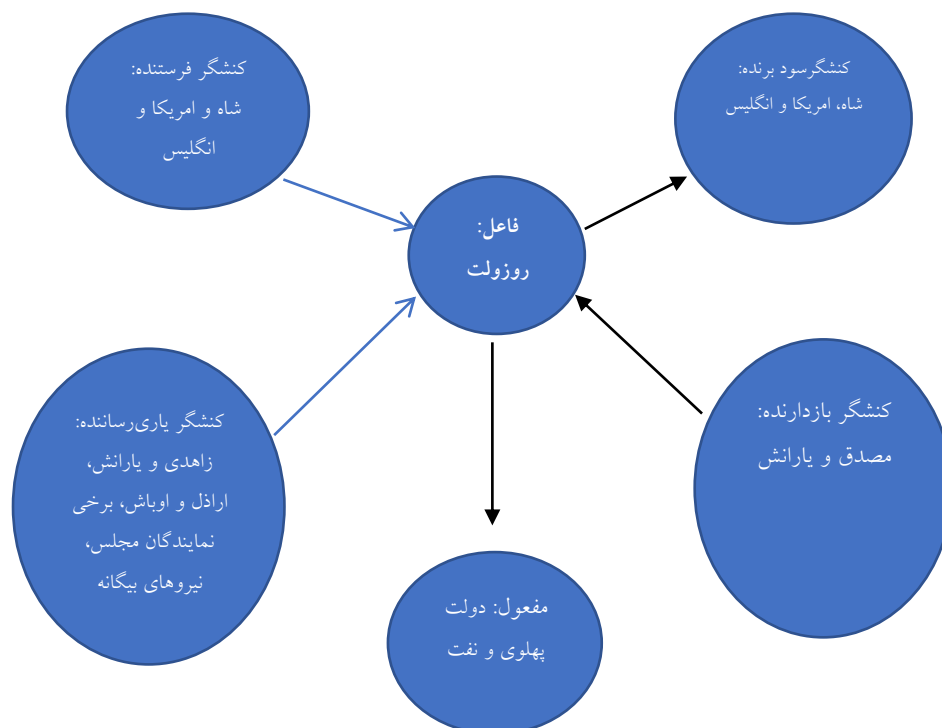 کنشگر فرستنده:
شاه و امریکا و
انگلیس
کنشگرسود برنده:
شاه، امریکا و انگلیس
فاعل:
روزولت
کنشگر یاری‌رساننده:
زاهدی و یارانش،
اراذل و اوباش، برخی
نمایندگان مجلس،
نیروهای بیگانه
کنشگر بازدارنده:
مصدق و یارانش
مفعول: دولت
پهلوی و نفت